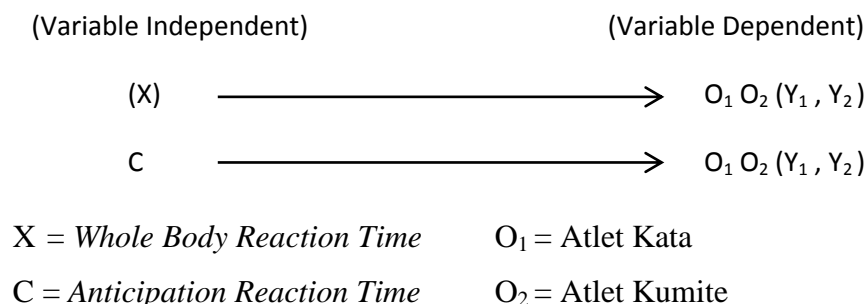 (Variable Independent) (Variable Dependent)
(X) O₁ O₂ (Y₁ , Y₂)
C O₁ O₂ (Y₁ , Y₂)
X = Whole Body Reaction Time O₁ = Atlet Kata
C = Anticipation Reaction Time O₂ = Atlet Kumite